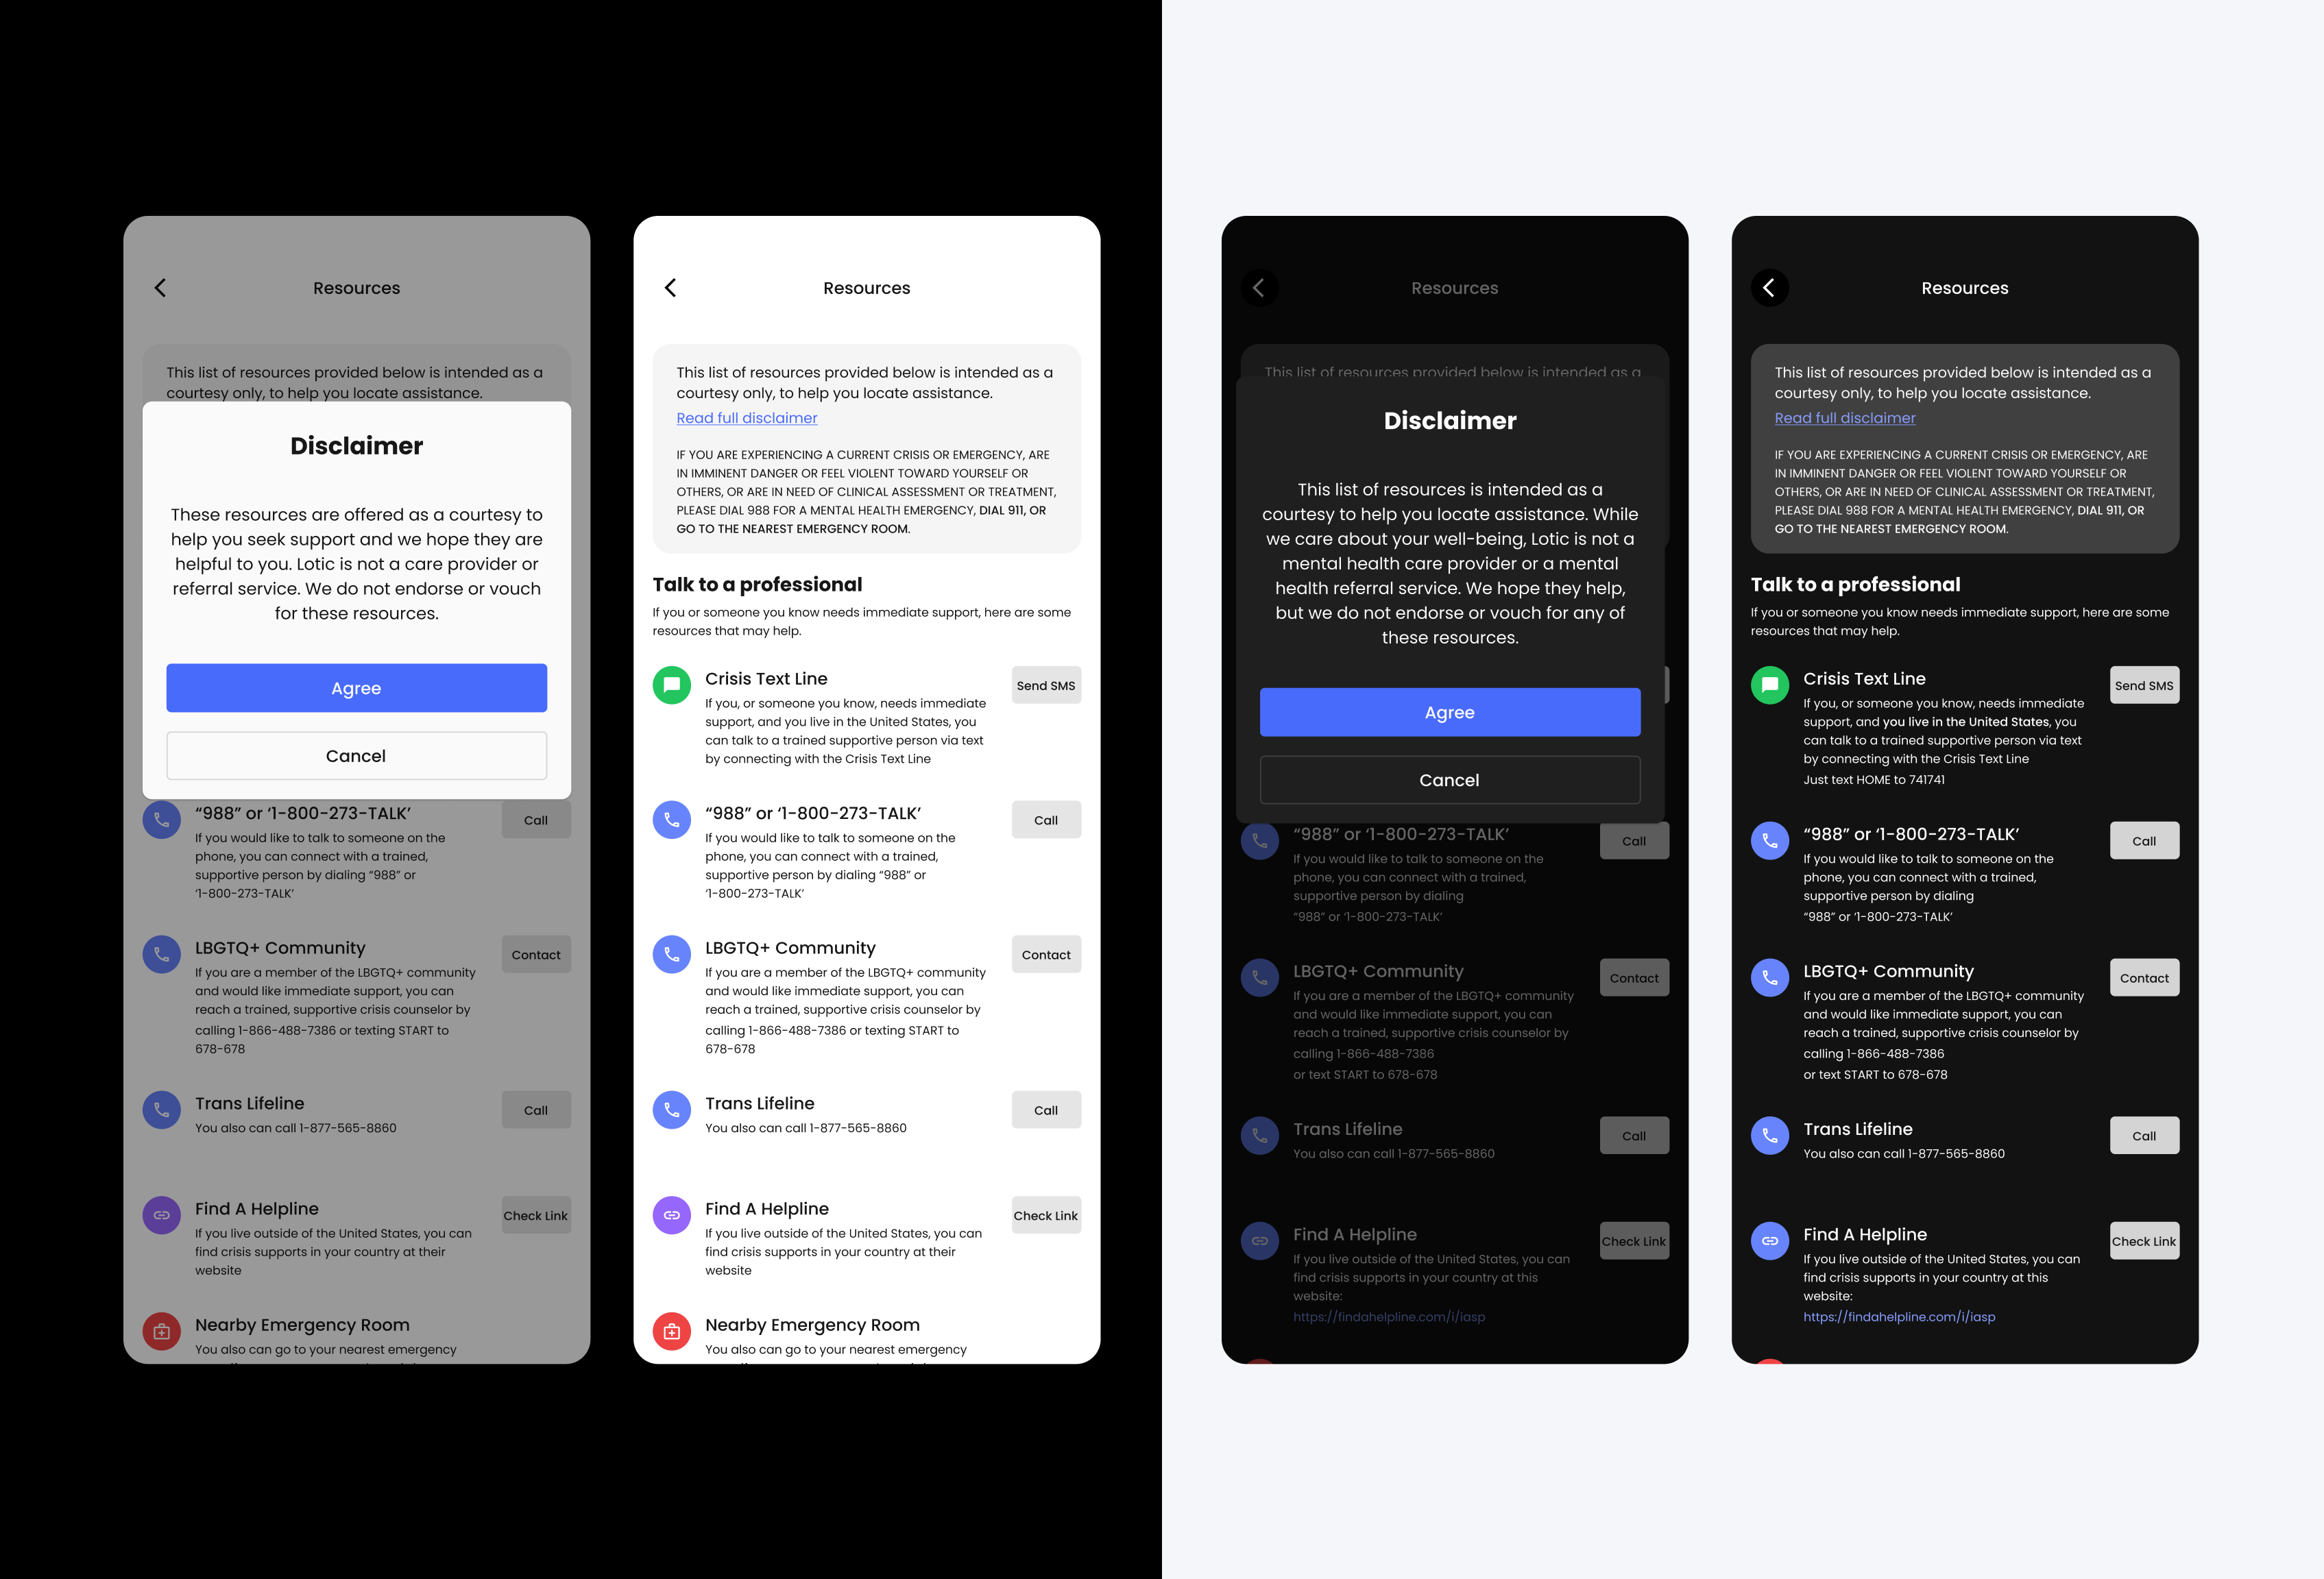 Resources
This list of resources provided below is intended as a
courtesy only, to help you locate assistance.
Disclaimer
These resources are offered as a courtesy to
help you seek support and we hope they are
helpful to you. Lotic is not a care provider or
referral service. We do not endorse or vouch
for these resources.
Agree
Cancel
“988” or ‘1-800-273-TALK’
Call
If you would like to talk to someone on the
phone, you can connect with a trained,
supportive person by dialing “988” or
‘1-800-273-TALK’
LBGTQ+ Community
Contact
If you are a member of the LBGTQ+ community
and would like immediate support, you can
reach a trained, supportive crisis counselor by
calling 1-866-488-7386 or texting START to
678-678
Trans Lifeline
Call
You also can call 1-877-565-8860
Find A Helpline
Check Link
If you live outside of the United States, you can
find crisis supports in your country at their
website
Nearby Emergency Room
You also can go to your nearest emergency
Resources
This list of resources provided below is intended as a
courtesy only, to help you locate assistance.
Read full disclaimer
IF YOU ARE EXPERIENCING A CURRENT CRISIS OR EMERGENCY, ARE
IN IMMINENT DANGER OR FEEL VIOLENT TOWARD YOURSELF OR
OTHERS, OR ARE IN NEED OF CLINICAL ASSESSMENT OR TREATMENT,
PLEASE DIAL 988 FOR A MENTAL HEALTH EMERGENCY, DIAL 911, OR
GO TO THE NEAREST EMERGENCY ROOM.
Talk to a professional
If you or someone you know needs immediate support, here are some
resources that may help.
Crisis Text Line
Send SMS
If you, or someone you know, needs immediate
support, and you live in the United States, you
can talk to a trained supportive person via text
by connecting with the Crisis Text Line
“988” or ‘1-800-273-TALK’
Call
If you would like to talk to someone on the
phone, you can connect with a trained,
supportive person by dialing “988” or
‘1-800-273-TALK’
LBGTQ+ Community
Contact
If you are a member of the LBGTQ+ community
and would like immediate support, you can
reach a trained, supportive crisis counselor by
calling 1-866-488-7386 or texting START to
678-678
Trans Lifeline
Call
You also can call 1-877-565-8860
Find A Helpline
Check Link
If you live outside of the United States, you can
find crisis supports in your country at their
website
Nearby Emergency Room
You also can go to your nearest emergency
Resources
This list of resources provided below is intended as a
Disclaimer
This list of resources is intended as a
courtesy to help you locate assistance. While
we care about your well-being, Lotic is not a
mental health care provider or a mental
health referral service. We hope they help,
but we do not endorse or vouch for any of
these resources.
Agree
Cancel
“988” or ‘1-800-273-TALK’
Call
If you would like to talk to someone on the
phone, you can connect with a trained,
supportive person by dialing
“988” or ‘1-800-273-TALK’
LBGTQ+ Community
Contact
If you are a member of the LBGTQ+ community
and would like immediate support, you can
reach a trained, supportive crisis counselor by
calling 1-866-488-7386
or text START to 678-678
Trans Lifeline
Call
You also can call 1-877-565-8860
Find A Helpline
Check Link
If you live outside of the United States, you can
find crisis supports in your country at this
website:
https://findahelpline.com/i/iasp
Resources
This list of resources provided below is intended as a
courtesy only, to help you locate assistance.
Read full disclaimer
IF YOU ARE EXPERIENCING A CURRENT CRISIS OR EMERGENCY, ARE
IN IMMINENT DANGER OR FEEL VIOLENT TOWARD YOURSELF OR
OTHERS, OR ARE IN NEED OF CLINICAL ASSESSMENT OR TREATMENT,
PLEASE DIAL 988 FOR A MENTAL HEALTH EMERGENCY, DIAL 911, OR
GO TO THE NEAREST EMERGENCY ROOM.
Talk to a professional
If you or someone you know needs immediate support, here are some
resources that may help.
Crisis Text Line
Send SMS
If you, or someone you know, needs immediate
support, and you live in the United States, you
can talk to a trained supportive person via text
by connecting with the Crisis Text Line
Just text HOME to 741741
“988” or ‘1-800-273-TALK’
Call
If you would like to talk to someone on the
phone, you can connect with a trained,
supportive person by dialing
“988” or ‘1-800-273-TALK’
LBGTQ+ Community
Contact
If you are a member of the LBGTQ+ community
and would like immediate support, you can
reach a trained, supportive crisis counselor by
calling 1-866-488-7386
or text START to 678-678
Trans Lifeline
Call
You also can call 1-877-565-8860
Find A Helpline
Check Link
If you live outside of the United States, you can
find crisis supports in your country at this
website:
https://findahelpline.com/i/iasp